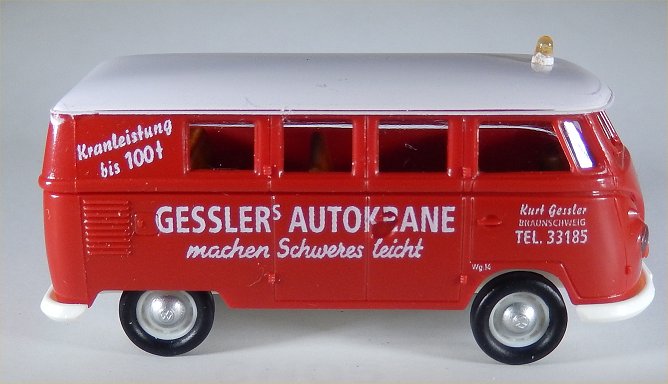 Kranleistung
bis 100t
GESSLERS AUTOKRANE
machen Schweres leicht
Kurt Gessler
BRAUNSCHWEIG
TEL. 33185